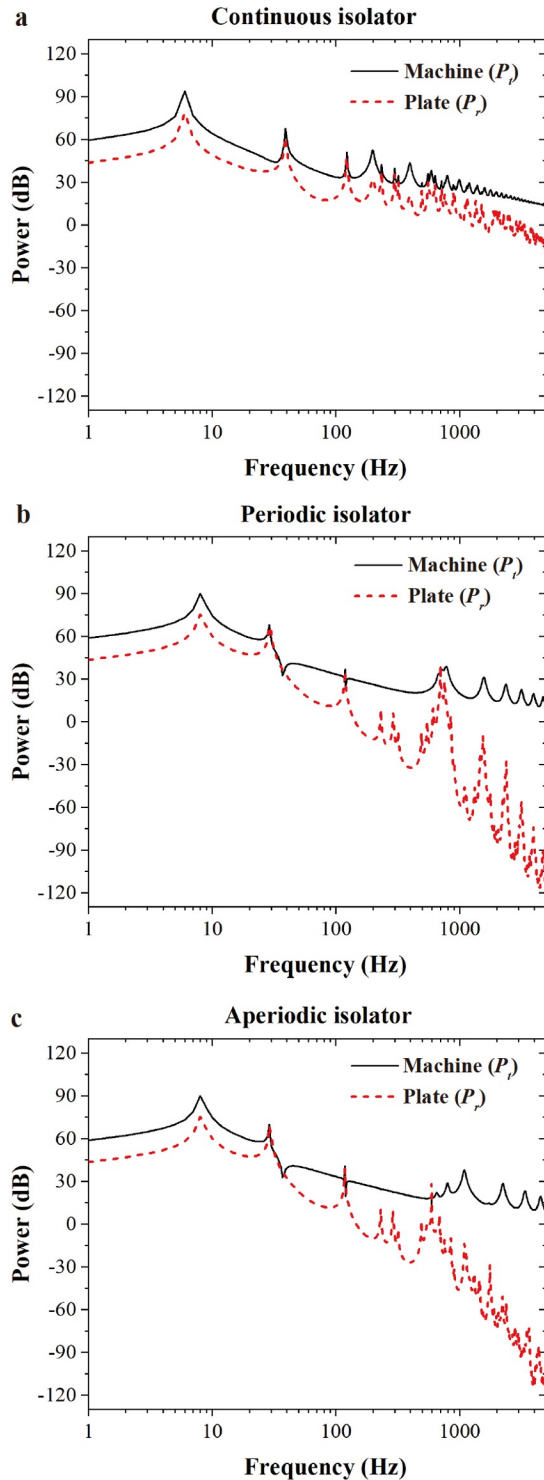 a
Continuous isolator
120
90
60
30
0
-30
-60
-90
-120
Power (dB)
Machine (Pt)
Plate (Pr)
1
10
100
1000
Frequency (Hz)
b
Periodic isolator
120
90
60
30
0
-30
-60
-90
-120
Power (dB)
Machine (Pt)
Plate (Pr)
1
10
100
1000
Frequency (Hz)
c
Aperiodic isolator
120
90
60
30
0
-30
-60
-90
-120
Power (dB)
Machine (Pt)
Plate (Pr)
1
10
100
1000
Frequency (Hz)